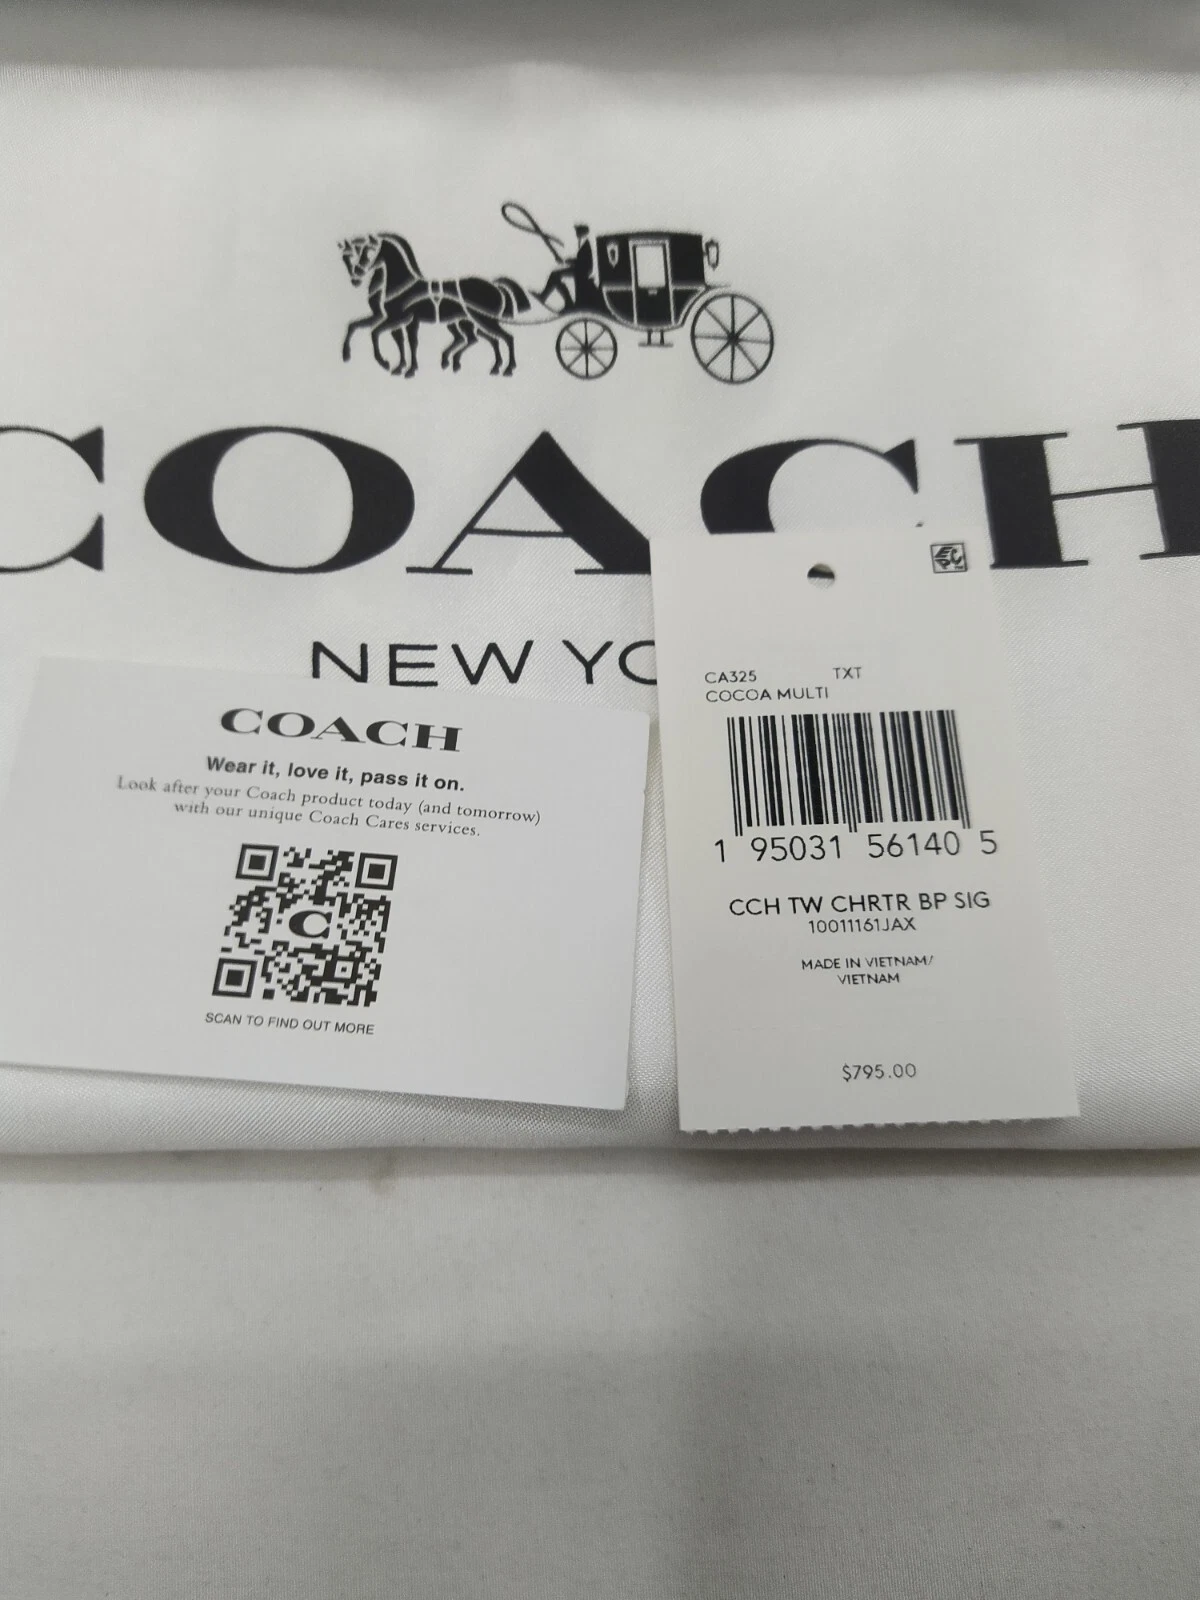 COACH
NEW YO
COACH
Wear it, love it, pass it on.
Look after your Coach product today (and tomorrow)
with our unique Coach Cares services.
C
SCAN TO FIND OUT MORE
EPC
CA325 TXT
COCOA MULTI
1 95031 56140 5
CCH TW CHRTR BP SIG
10011161JAX
MADE IN VIETNAM/
VIETNAM
$795.00